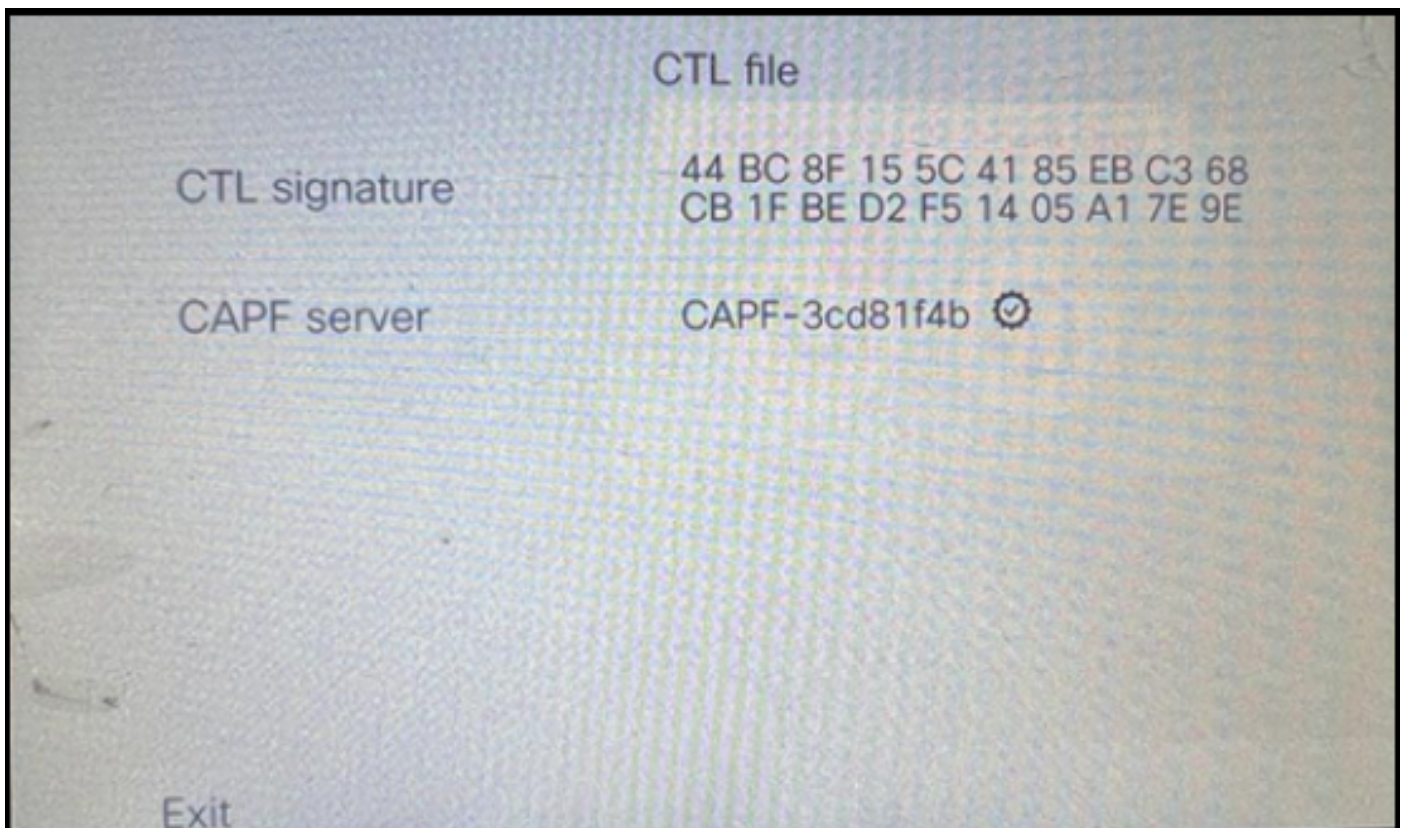 CTL file
CTL signature
44 BC 8F 15 5C 41 85 EB C3 68
CB 1F BE D2 F5 14 05 A1 7E 9E
CAPF server
CAPF-3cd81f4b
Exit